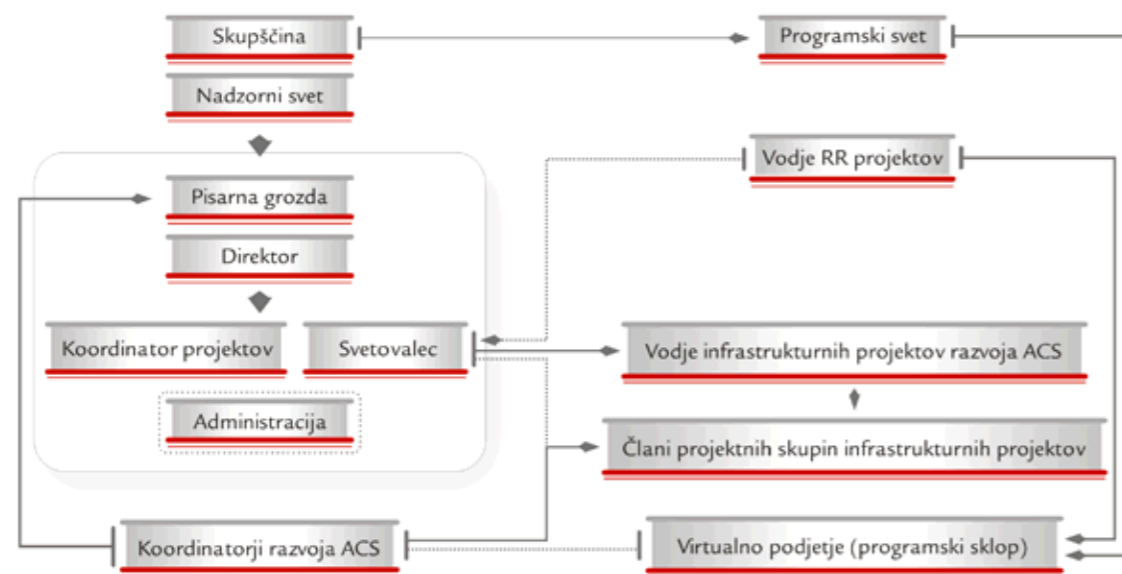 Skupščina
Programski svet
Nadzorni svet
Vodje RR projektov
Pisarna grozda
Direktor
Koordinator projektov
Svetovalec
Vodje infrastrukturnih projektov razvoja ACS
Administracija
Člani projektnih skupin infrastrukturnih projektov
Koordinatorji razvoja ACS
Virtualno podjetje (programski sklop)